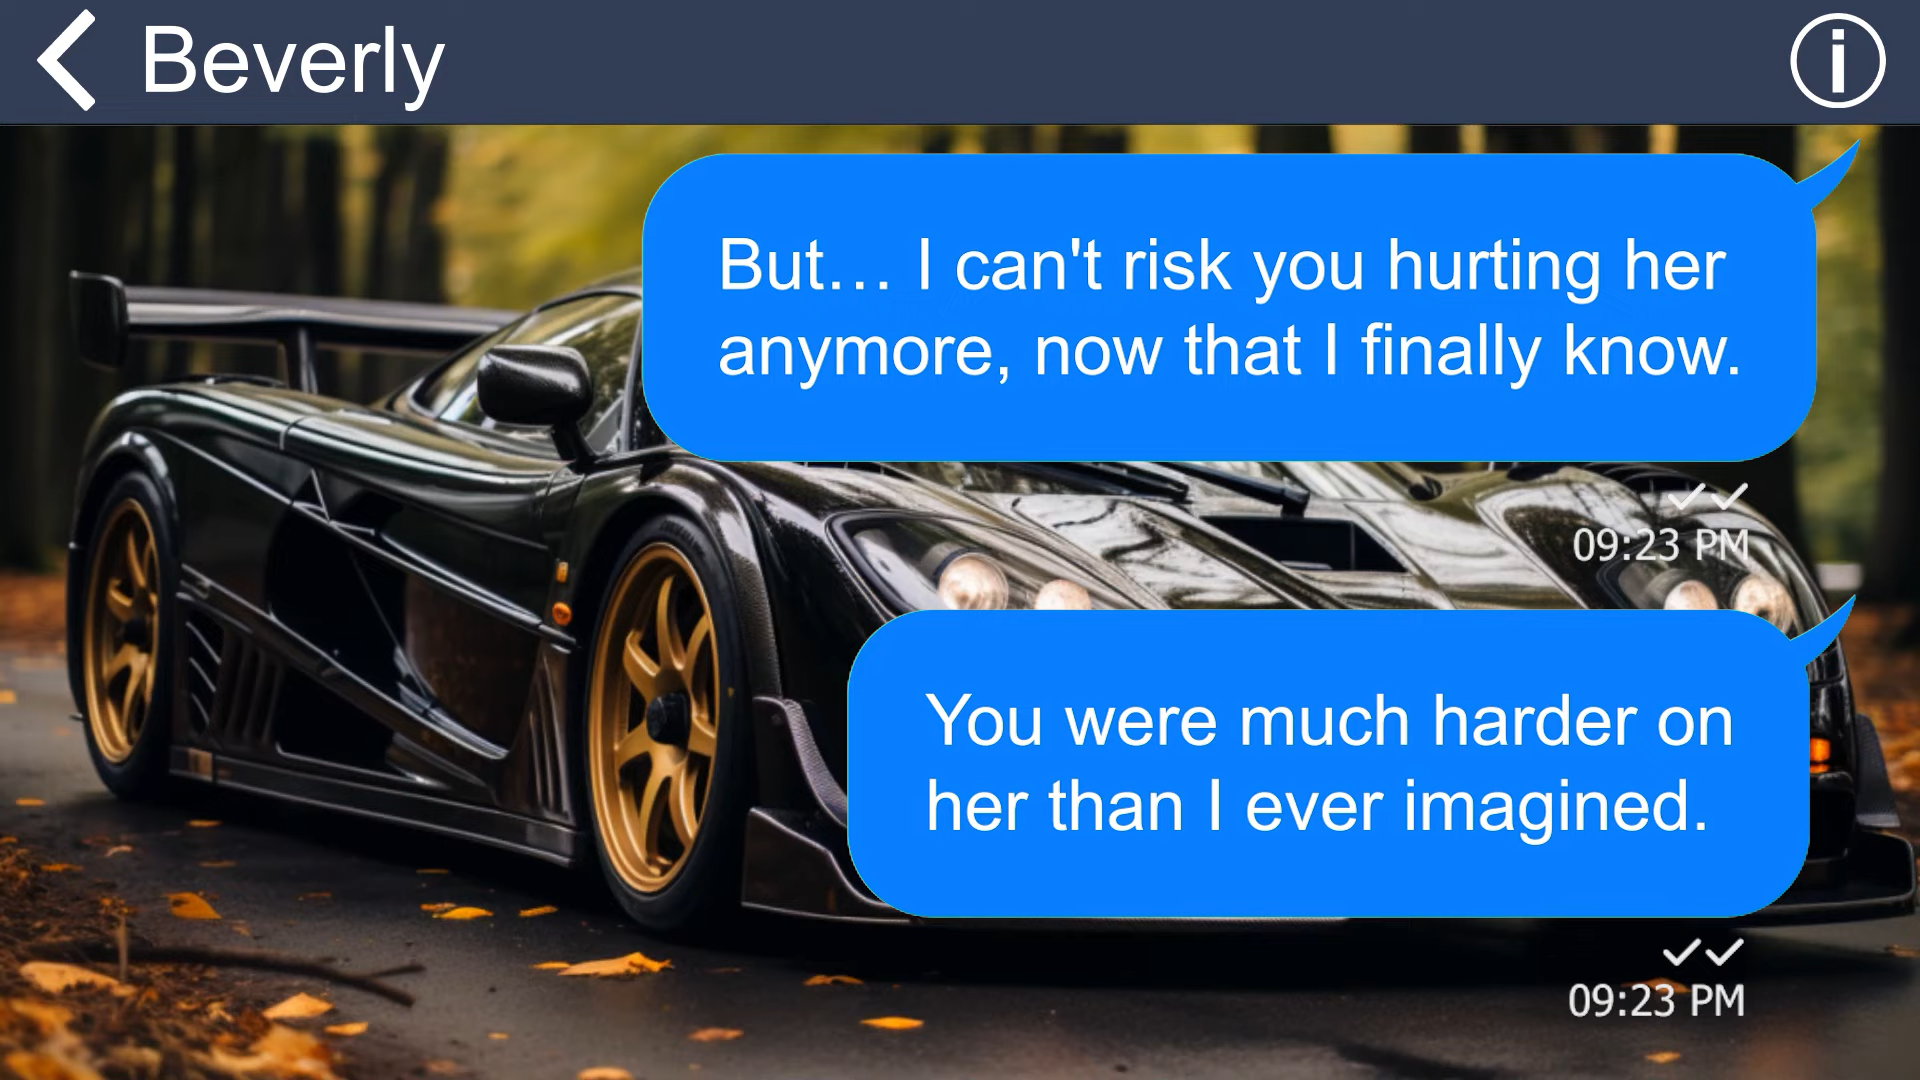 Beverly
But… I can't risk you hurting her
anymore, now that I finally know.
09:23 PM
You were much harder on
her than I ever imagined.
09:23 PM